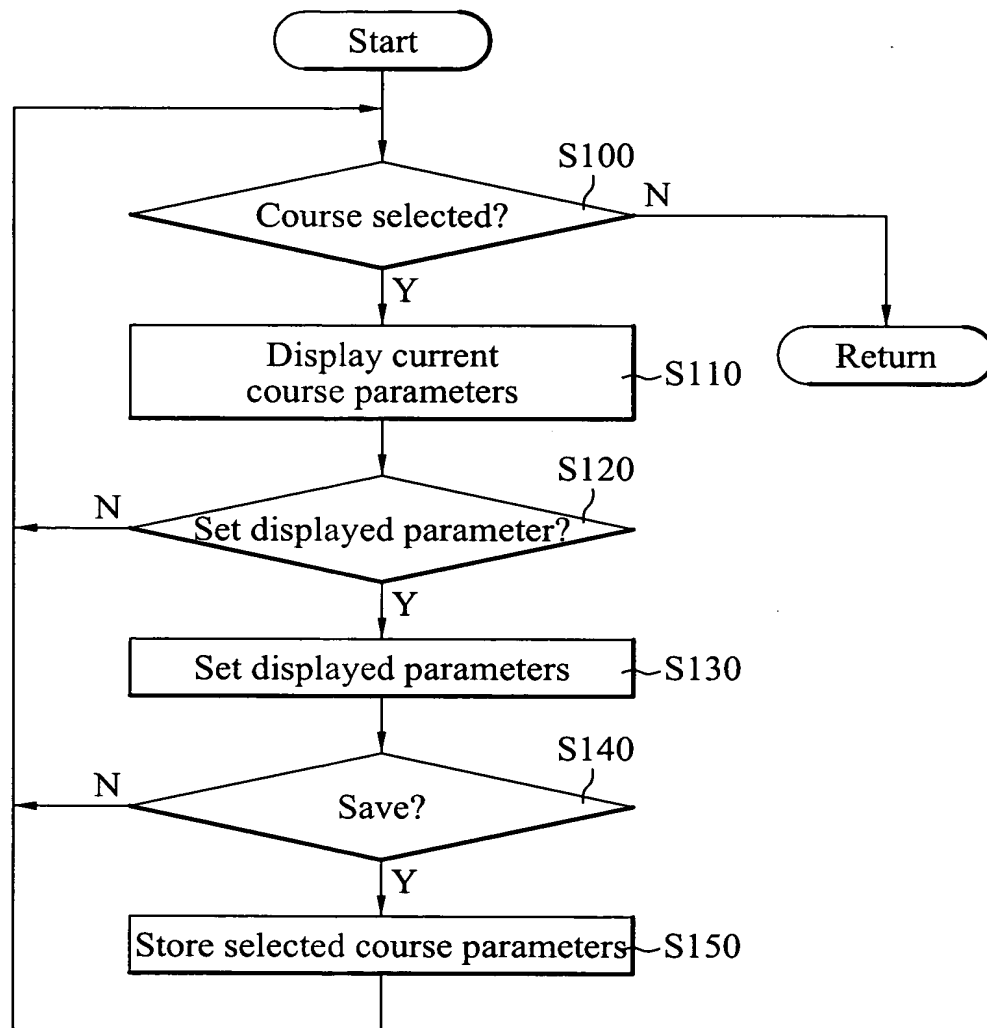 Start
S100
N
Course selected?
Y
Display current
course parameters
S110
Return
S120
N
Set displayed parameter?
Y
Set displayed parameters
S130
S140
N
Save?
Y
Store selected course parameters
S150